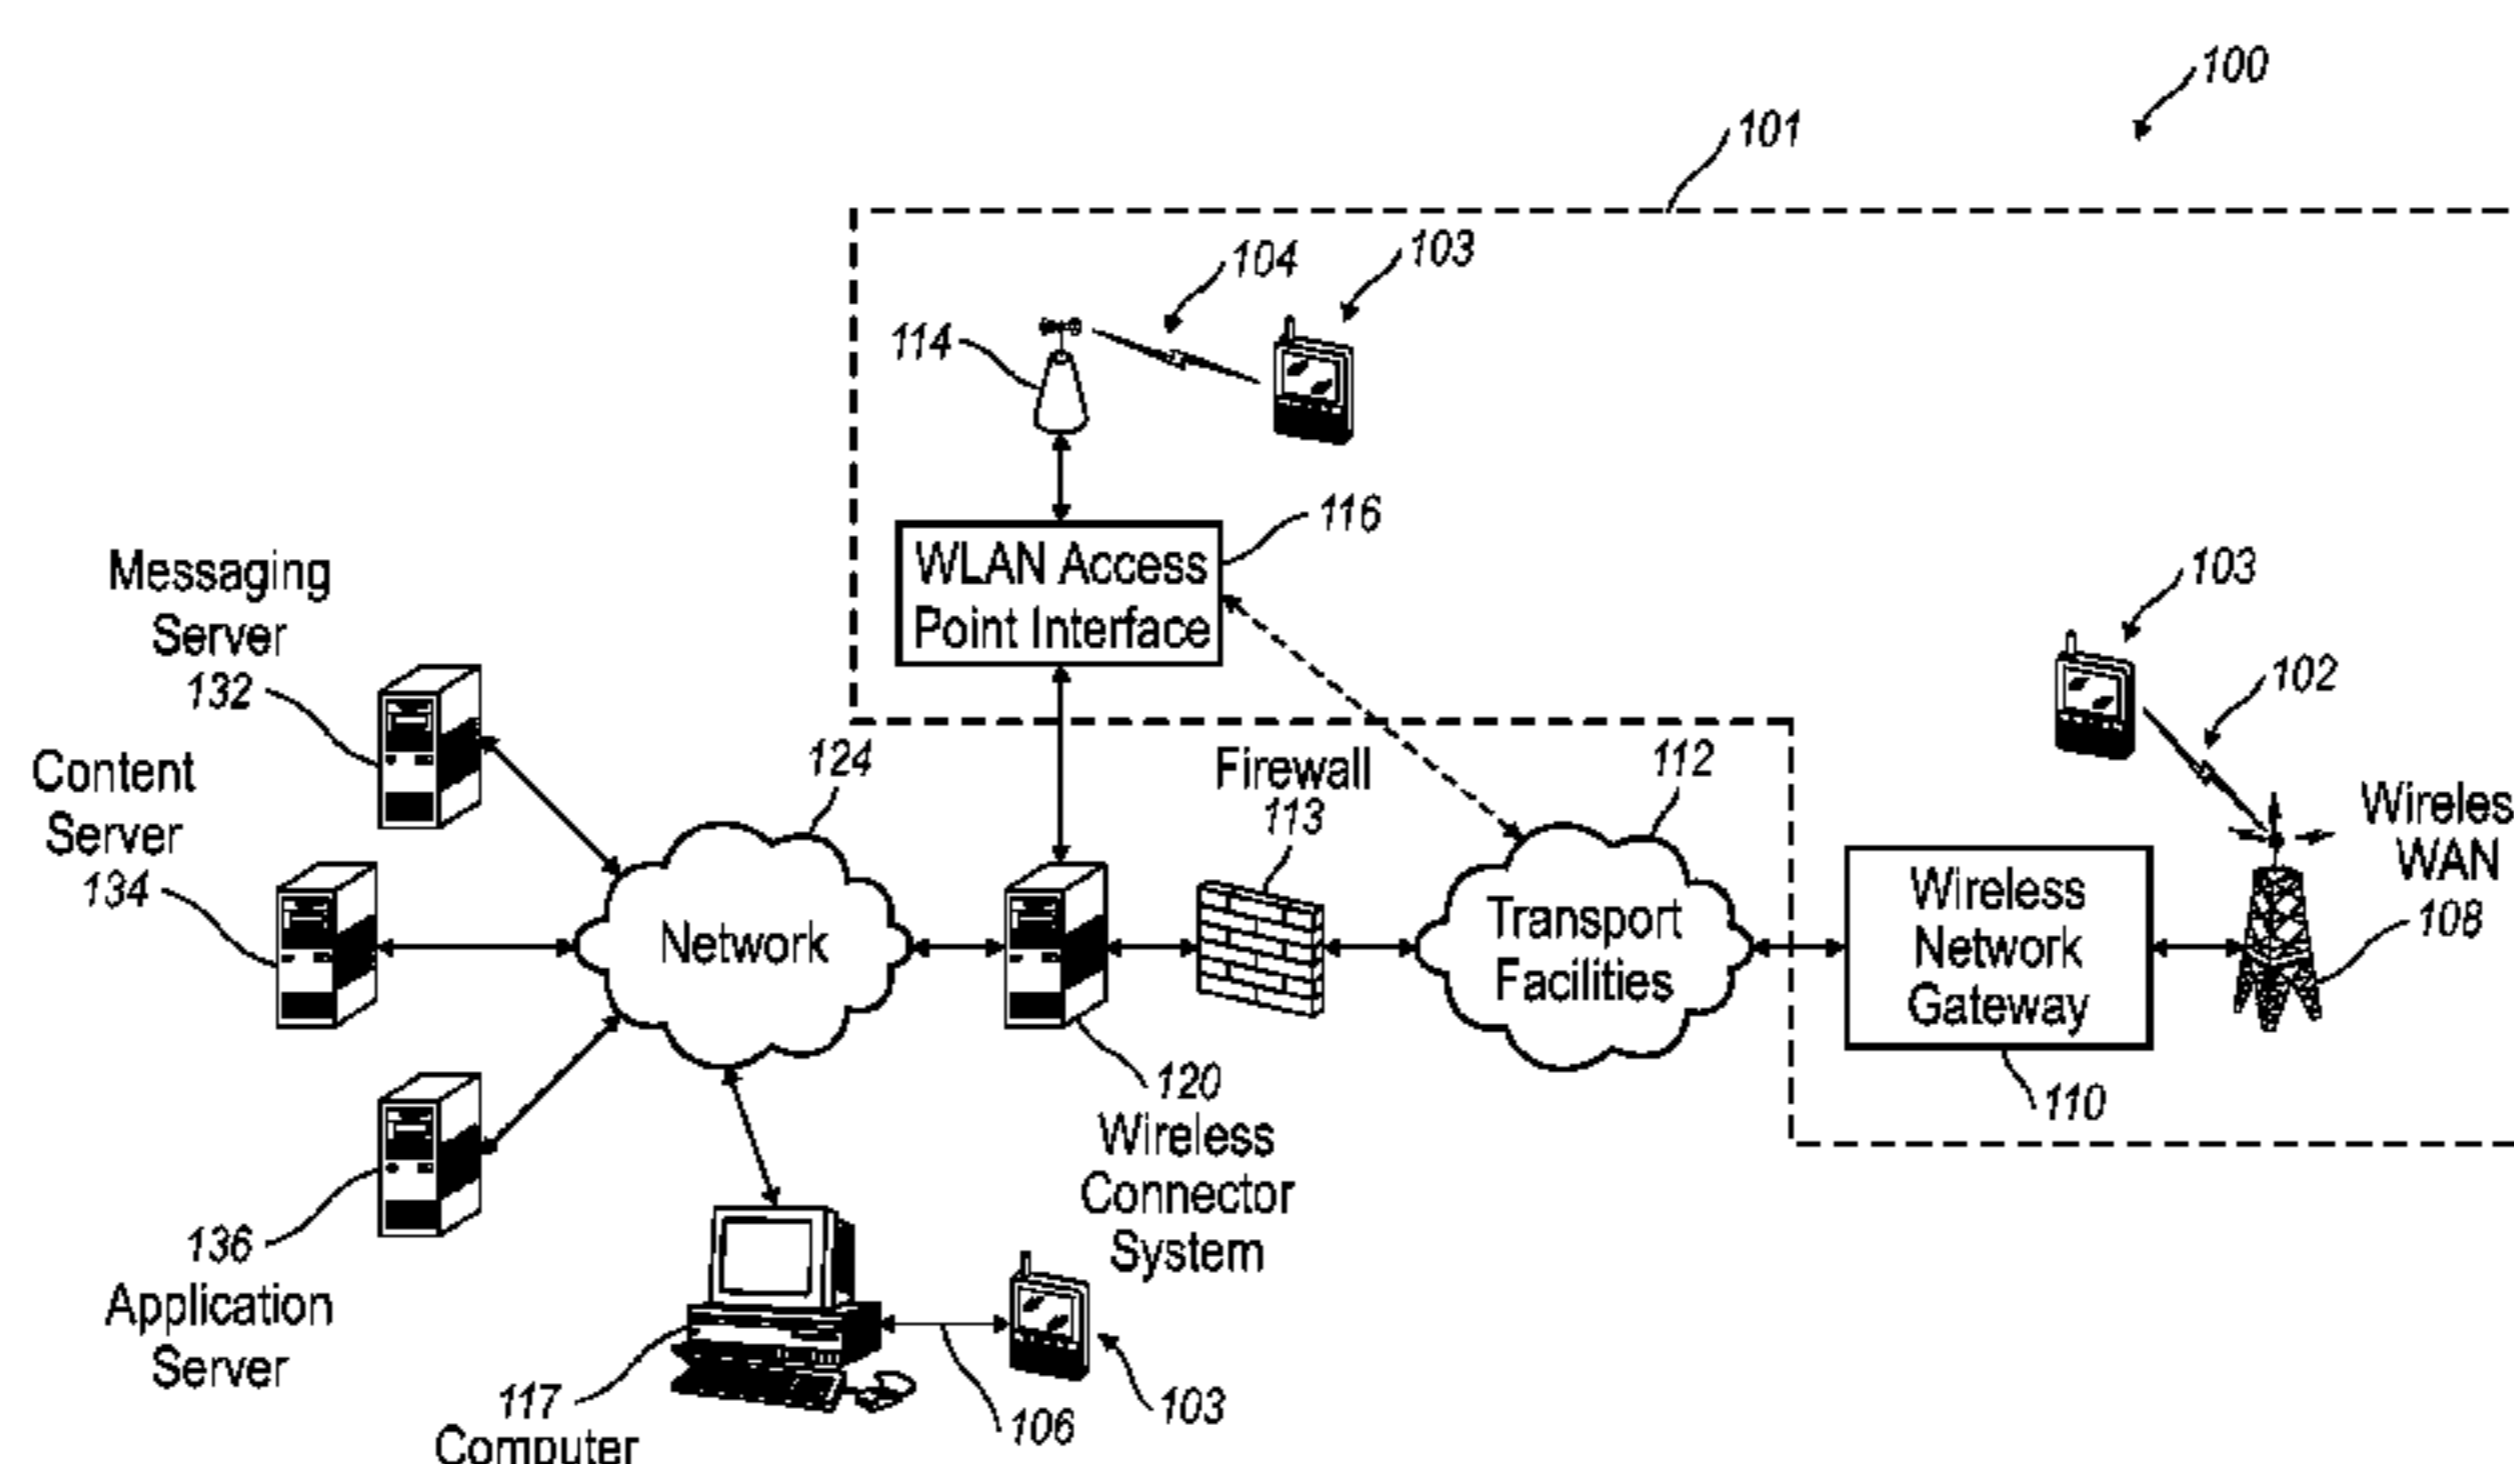 100
101
104
103
114
116
WLAN Access
Point Interface
Messaging
Server
132
103
102
Content
Server
134
124
Firewall
113
112
Wireles
WAN
108
Network
Transport
Facilities
Wireless
Network
Gateway
110
120
Wireless
Connector
System
136
Application
Server
117
Computer
106
103